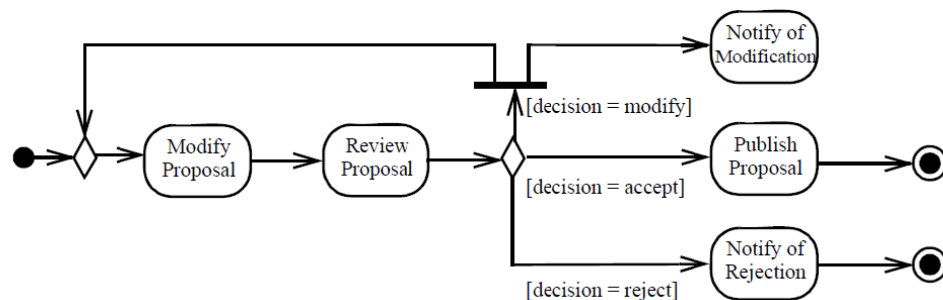 Notify of
Modification
[decision = modify]
Modify
Proposal
Review
Proposal
Publish
Proposal
[decision = accept]
Notify of
Rejection
[decision = reject]